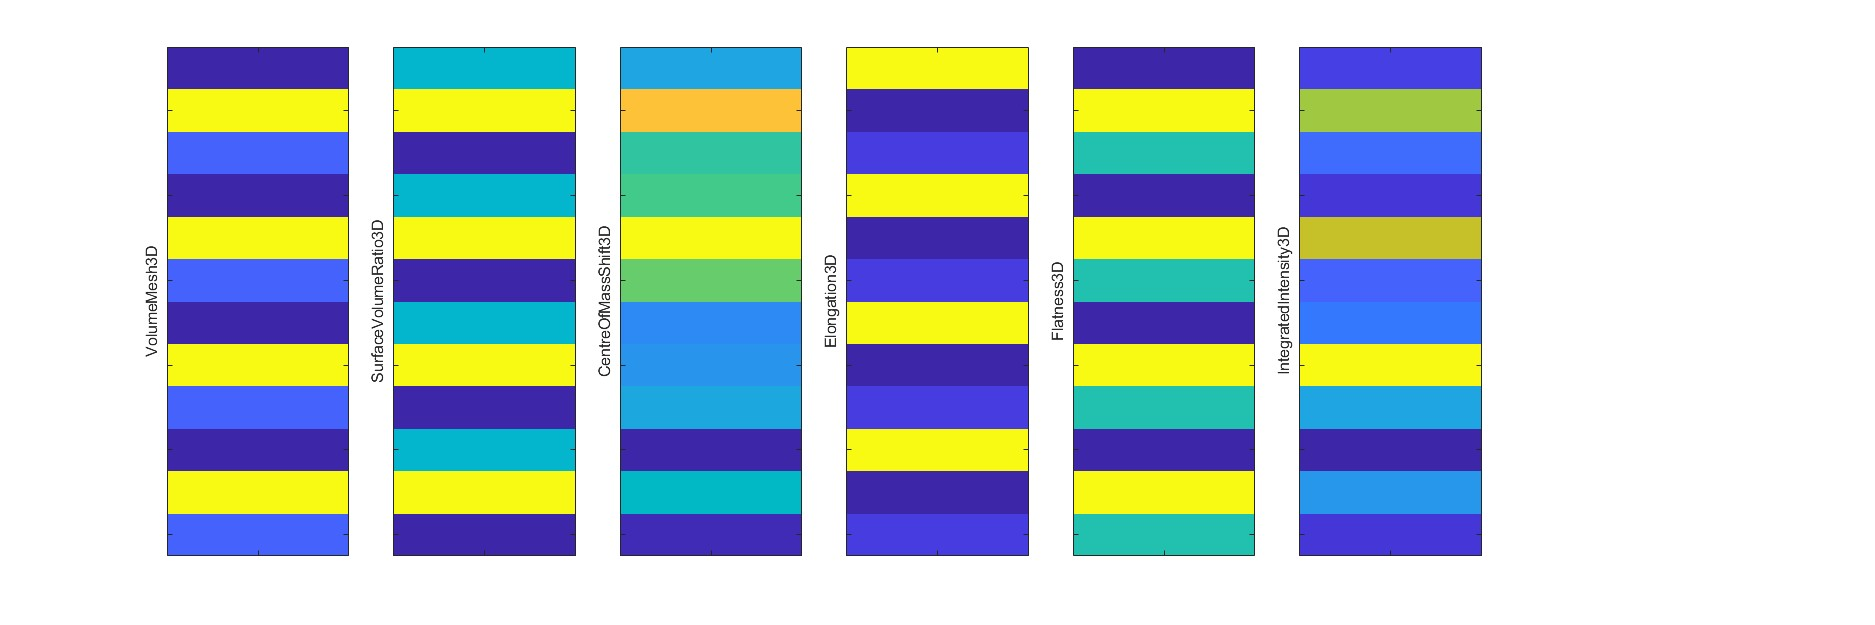 VolumeMesh3D
SurfaceVolumeRatio3D
CentreOfMassShift3D
Elongation3D
Flatness3D
IntegratedIntensity3D